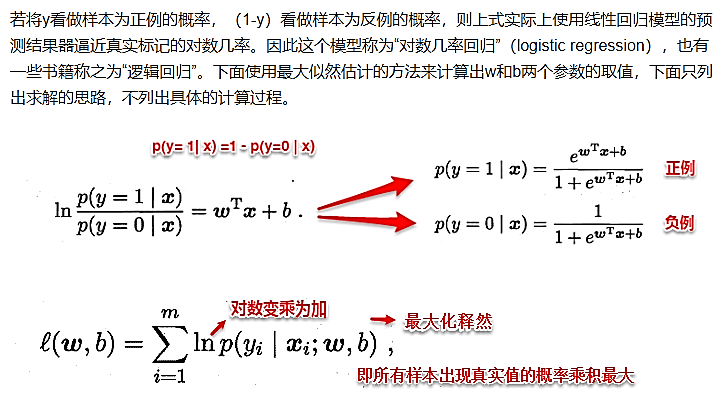 若将y看做样本为正例的概率，（1-y）看做样本为反例的概率，则上式实际上使用线性回归模型的预
测结果器逼近真实标记的对数几率。因此这个模型称为“对数几率回归”（logistic regression），也有
一些书籍称之为“逻辑回归”。下面使用最大似然估计的方法来计算出w和b两个参数的取值，下面只列
出求解的思路，不列出具体的计算过程。
p(y= 1| x) =1 - p(y=0 | x)
p(y = 1 | x) = e^{w^T x+b} / (1 + e^{w^T x+b}) 正例
ln p(y = 1 | x) / p(y = 0 | x) = w^T x + b .
p(y = 0 | x) = 1 / (1 + e^{w^T x+b}) 负例
对数变乘为加
ℓ(w, b) = ∑_{i=1}^{m} ln p(y_i | x_i; w, b) ,
最大化释然
即所有样本出现真实值的概率乘积最大